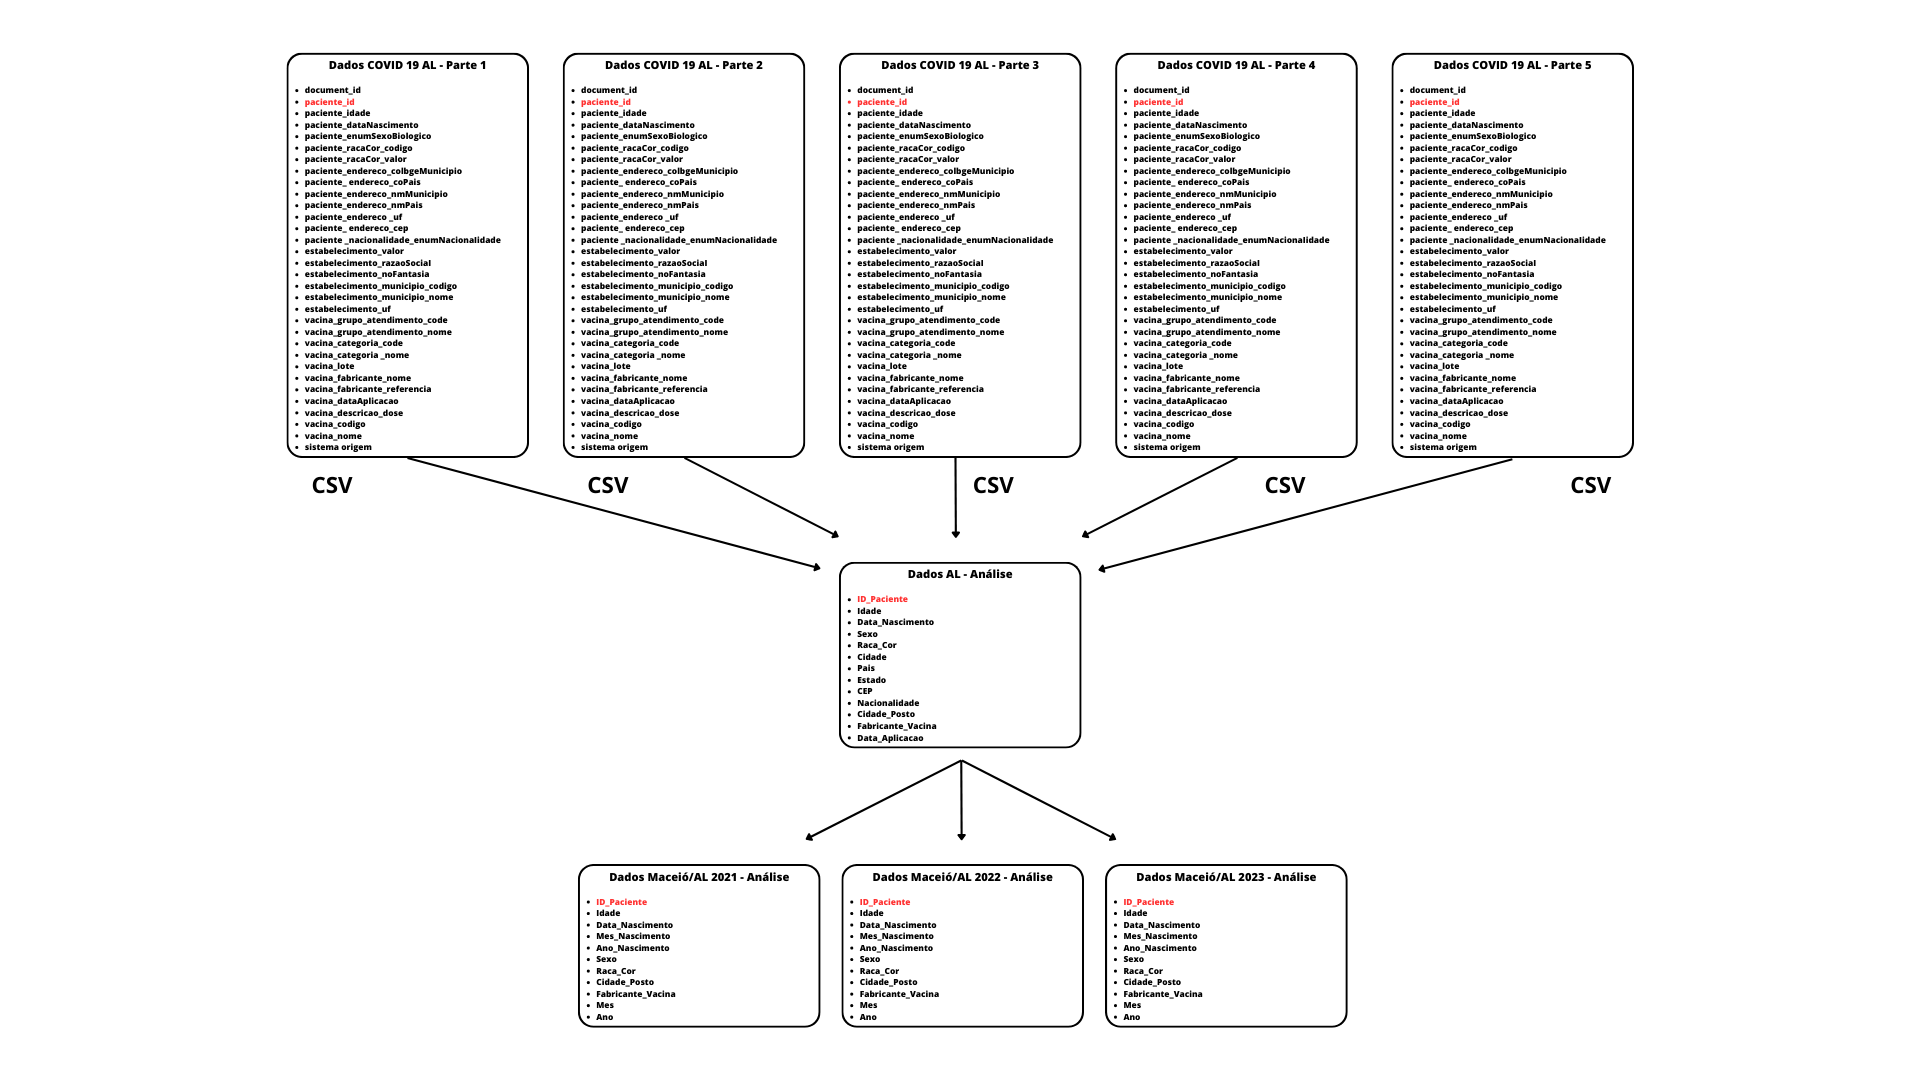 Dados COVID 19 AL - Parte 1
document_id
paciente_id
paciente_idade
paciente_dataNascimento
paciente_enumSexoBiologico
paciente_racaCor_codigo
paciente_racaCor_valor
paciente_endereco_colbgeMunicipio
paciente_ endereco_coPais
paciente_endereco_nmMunicipio
paciente_endereco_nmPais
paciente_endereco _uf
paciente_ endereco_cep
paciente _nacionalidade_enumNacionalidade
estabelecimento_valor
estabelecimento_razaoSocial
estabelecimento_noFantasia
estabelecimento_municipio_codigo
estabelecimento_municipio_nome
estabelecimento_uf
vacina_grupo_atendimento_code
vacina_grupo_atendimento_nome
vacina_categoria_code
vacina_categoria _nome
vacina_lote
vacina_fabricante_nome
vacina_fabricante_referencia
vacina_dataAplicacao
vacina_descricao_dose
vacina_codigo
vacina_nome
sistema origem
CSV
Dados COVID 19 AL - Parte 2
document_id
paciente_id
paciente_idade
paciente_dataNascimento
paciente_enumSexoBiologico
paciente_racaCor_codigo
paciente_racaCor_valor
paciente_endereco_colbgeMunicipio
paciente_ endereco_coPais
paciente_endereco_nmMunicipio
paciente_endereco_nmPais
paciente_endereco _uf
paciente_ endereco_cep
paciente _nacionalidade_enumNacionalidade
estabelecimento_valor
estabelecimento_razaoSocial
estabelecimento_noFantasia
estabelecimento_municipio_codigo
estabelecimento_municipio_nome
estabelecimento_uf
vacina_grupo_atendimento_code
vacina_grupo_atendimento_nome
vacina_categoria_code
vacina_categoria _nome
vacina_lote
vacina_fabricante_nome
vacina_fabricante_referencia
vacina_dataAplicacao
vacina_descricao_dose
vacina_codigo
vacina_nome
sistema origem
CSV
Dados COVID 19 AL - Parte 3
document_id
paciente_id
paciente_idade
paciente_dataNascimento
paciente_enumSexoBiologico
paciente_racaCor_codigo
paciente_racaCor_valor
paciente_endereco_colbgeMunicipio
paciente_ endereco_coPais
paciente_endereco_nmMunicipio
paciente_endereco_nmPais
paciente_endereco _uf
paciente_ endereco_cep
paciente _nacionalidade_enumNacionalidade
estabelecimento_valor
estabelecimento_razaoSocial
estabelecimento_noFantasia
estabelecimento_municipio_codigo
estabelecimento_municipio_nome
estabelecimento_uf
vacina_grupo_atendimento_code
vacina_grupo_atendimento_nome
vacina_categoria_code
vacina_categoria _nome
vacina_lote
vacina_fabricante_nome
vacina_fabricante_referencia
vacina_dataAplicacao
vacina_descricao_dose
vacina_codigo
vacina_nome
sistema origem
CSV
Dados COVID 19 AL - Parte 4
document_id
paciente_id
paciente_idade
paciente_dataNascimento
paciente_enumSexoBiologico
paciente_racaCor_codigo
paciente_racaCor_valor
paciente_endereco_colbgeMunicipio
paciente_ endereco_coPais
paciente_endereco_nmMunicipio
paciente_endereco_nmPais
paciente_endereco _uf
paciente_ endereco_cep
paciente _nacionalidade_enumNacionalidade
estabelecimento_valor
estabelecimento_razaoSocial
estabelecimento_noFantasia
estabelecimento_municipio_codigo
estabelecimento_municipio_nome
estabelecimento_uf
vacina_grupo_atendimento_code
vacina_grupo_atendimento_nome
vacina_categoria_code
vacina_categoria _nome
vacina_lote
vacina_fabricante_nome
vacina_fabricante_referencia
vacina_dataAplicacao
vacina_descricao_dose
vacina_codigo
vacina_nome
sistema origem
CSV
Dados COVID 19 AL - Parte 5
document_id
paciente_id
paciente_idade
paciente_dataNascimento
paciente_enumSexoBiologico
paciente_racaCor_codigo
paciente_racaCor_valor
paciente_endereco_colbgeMunicipio
paciente_ endereco_coPais
paciente_endereco_nmMunicipio
paciente_endereco_nmPais
paciente_endereco _uf
paciente_ endereco_cep
paciente _nacionalidade_enumNacionalidade
estabelecimento_valor
estabelecimento_razaoSocial
estabelecimento_noFantasia
estabelecimento_municipio_codigo
estabelecimento_municipio_nome
estabelecimento_uf
vacina_grupo_atendimento_code
vacina_grupo_atendimento_nome
vacina_categoria_code
vacina_categoria _nome
vacina_lote
vacina_fabricante_nome
vacina_fabricante_referencia
vacina_dataAplicacao
vacina_descricao_dose
vacina_codigo
vacina_nome
sistema origem
CSV
Dados AL - Análise
ID_Paciente
Idade
Data_Nascimento
Sexo
Raca_Cor
Cidade
Pais
Estado
CEP
Nacionalidade
Cidade_Posto
Fabricante_Vacina
Data_Aplicacao
Dados Maceió/AL 2021 - Análise
ID_Paciente
Idade
Data_Nascimento
Mes_Nascimento
Ano_Nascimento
Sexo
Raca_Cor
Cidade_Posto
Fabricante_Vacina
Mes
Ano
Dados Maceió/AL 2022 - Análise
ID_Paciente
Idade
Data_Nascimento
Mes_Nascimento
Ano_Nascimento
Sexo
Raca_Cor
Cidade_Posto
Fabricante_Vacina
Mes
Ano
Dados Maceió/AL 2023 - Análise
ID_Paciente
Idade
Data_Nascimento
Mes_Nascimento
Ano_Nascimento
Sexo
Raca_Cor
Cidade_Posto
Fabricante_Vacina
Mes
Ano